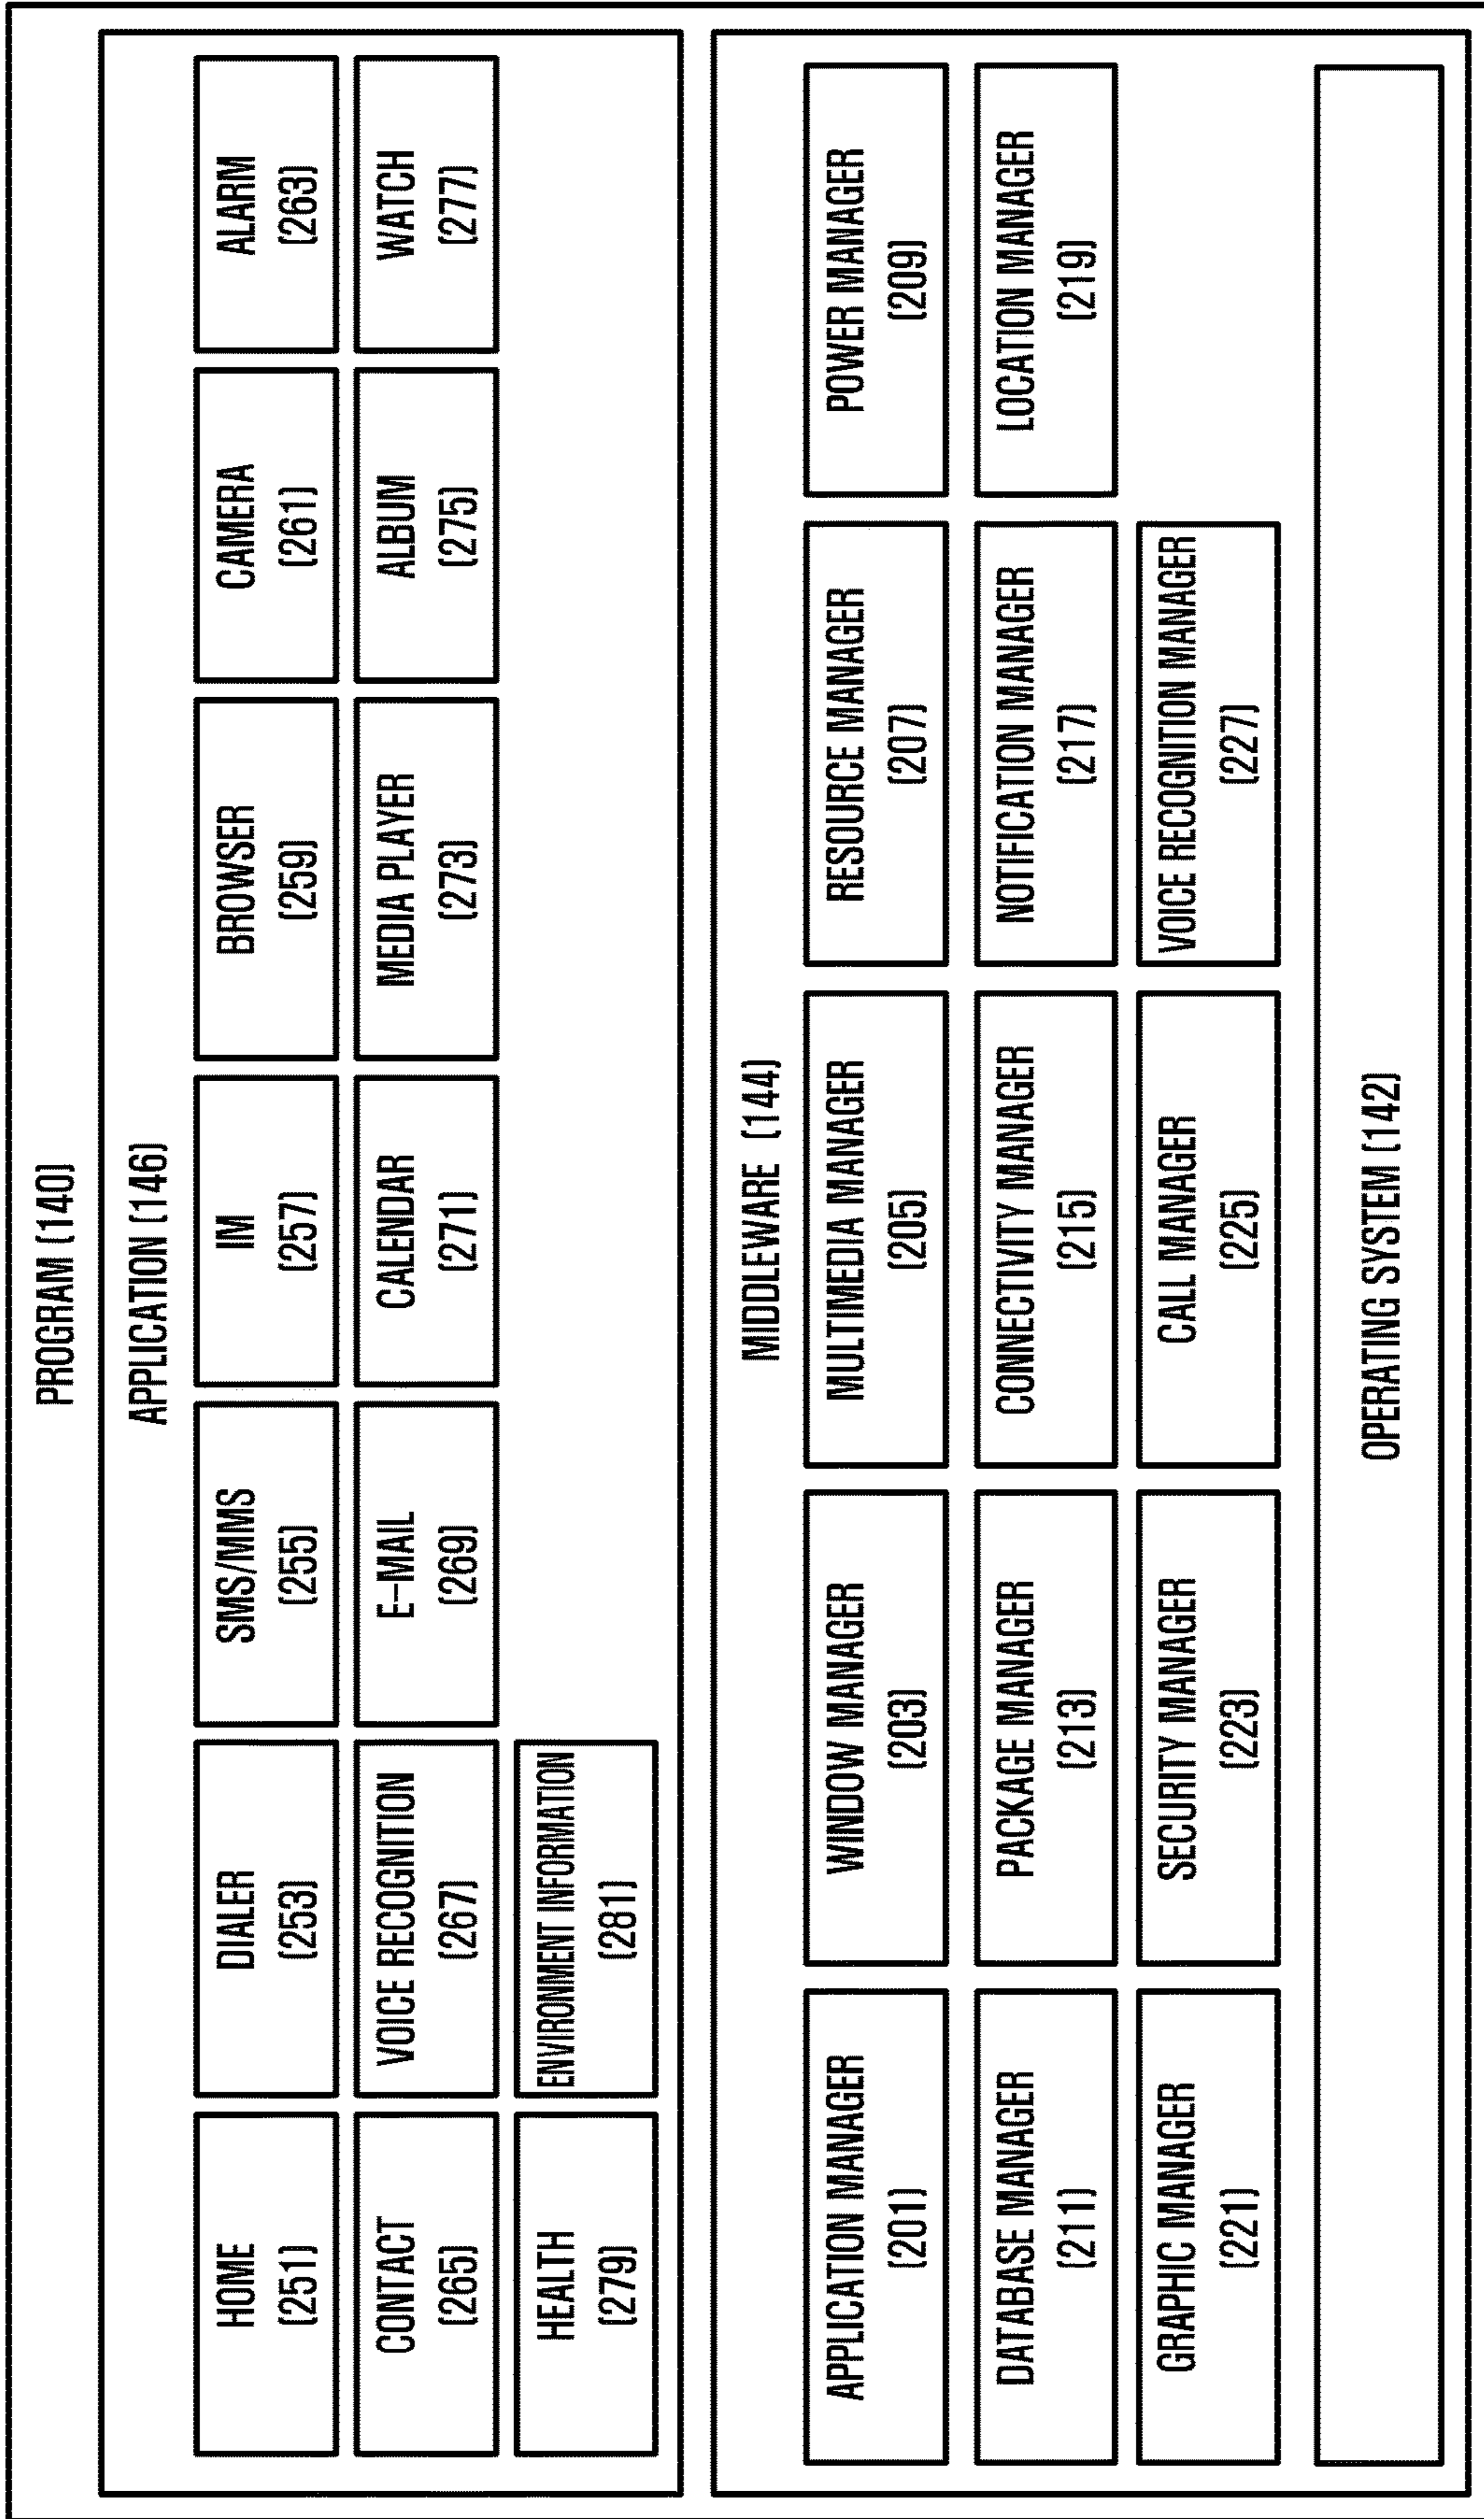 PROGRAM (140)
APPLICATION (146)
HOME
(251)
DIALER
(253)
SMS/MMS
(255)
IM
(257)
BROWSER
(259)
CAMERA
(261)
ALARM
(263)
CONTACT
(265)
VOICE RECOGNITION
(267)
E-MAIL
(269)
CALENDAR
(271)
MEDIA PLAYER
(273)
ALBUM
(275)
WATCH
(277)
HEALTH
(279)
ENVIRONMENT INFORMATION
(281)
MIDDLEWARE (144)
APPLICATION MANAGER
(201)
WINDOW MANAGER
(203)
MULTIMEDIA MANAGER
(205)
RESOURCE MANAGER
(207)
POWER MANAGER
(209)
DATABASE MANAGER
(211)
PACKAGE MANAGER
(213)
CONNECTIVITY MANAGER
(215)
NOTIFICATION MANAGER
(217)
LOCATION MANAGER
(219)
GRAPHIC MANAGER
(221)
SECURITY MANAGER
(223)
CALL MANAGER
(225)
VOICE RECOGNITION MANAGER
(227)
OPERATING SYSTEM (142)